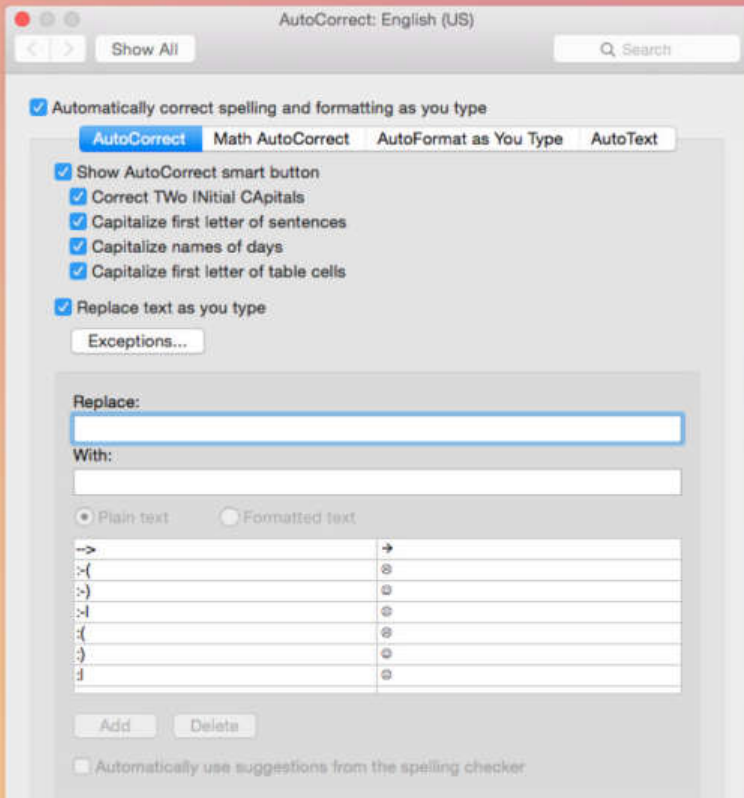 AutoCorrect: English (US)
Show All
Search
Automatically correct spelling and formatting as you type
AutoCorrect Math AutoCorrect AutoFormat as You Type AutoText
Show AutoCorrect smart button
Correct TWo INitial CApitals
Capitalize first letter of sentences
Capitalize names of days
Capitalize first letter of table cells
Replace text as you type
Exceptions...
Replace:
With:
Plain text Formatted text
--> →
:-( ☹
:-) ☺
:-| 😐
:( ☹
:) ☺
:| 😐
Add Delete
Automatically use suggestions from the spelling checker